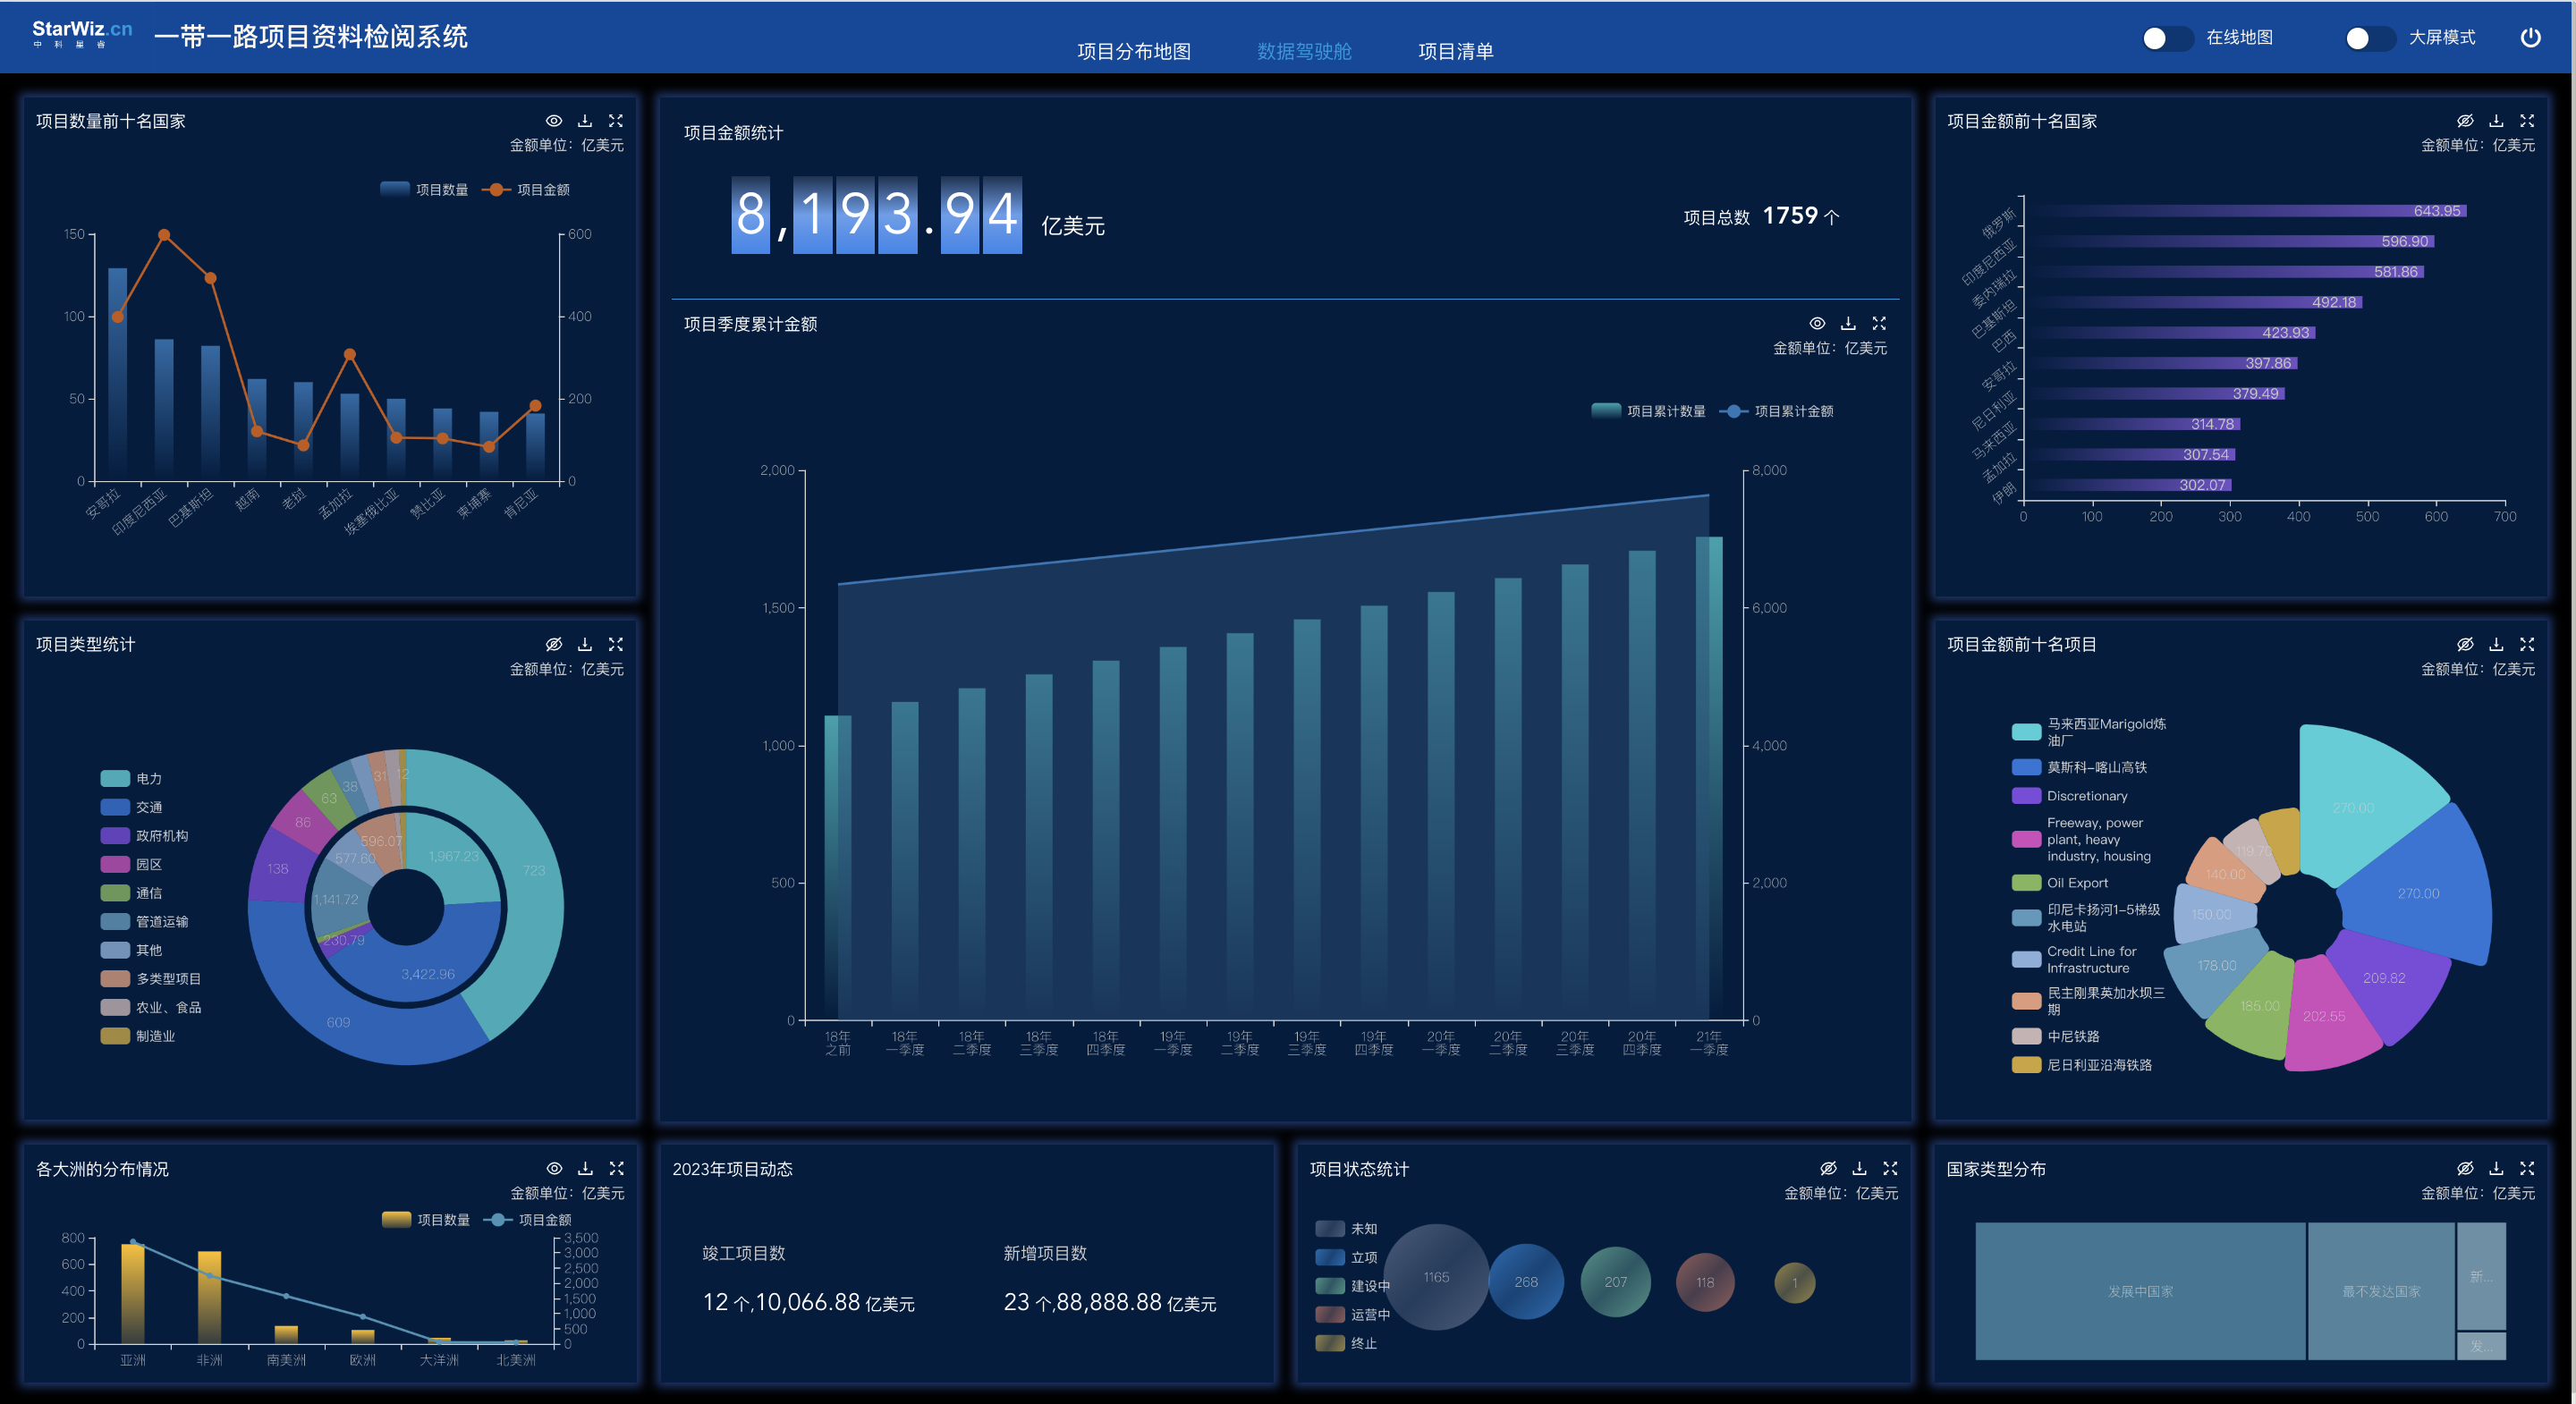 StarWiz.cn
中科星睿
一带一路项目资料检阅系统
项目分布地图
数据驾驶舱
项目清单
在线地图
大屏模式
项目数量前十名国家
金额单位：亿美元
项目数量
项目金额
150
100
50
0
600
400
200
0
安哥拉
印度尼西亚
巴基斯坦
越南
老挝
孟加拉
埃塞俄比亚
赞比亚
柬埔寨
肯尼亚
项目金额统计
8,193.94 亿美元
项目总数 1759 个
项目季度累计金额
金额单位：亿美元
项目累计数量
项目累计金额
2,000
1,500
1,000
500
0
8,000
6,000
4,000
2,000
0
18年之前
18年一季度
18年二季度
18年三季度
18年四季度
19年一季度
19年二季度
19年三季度
19年四季度
20年一季度
20年二季度
20年三季度
20年四季度
21年一季度
项目金额前十名国家
金额单位：亿美元
俄罗斯
643.95
印度尼西亚
596.90
委内瑞拉
581.86
巴基斯坦
492.18
巴西
423.93
安哥拉
397.86
尼日利亚
379.49
马来西亚
314.78
孟加拉
307.54
伊朗
302.07
0
100
200
300
400
500
600
700
项目类型统计
金额单位：亿美元
电力
交通
政府机构
园区
通信
管道运输
其他
多类型项目
农业、食品
制造业
723
609
138
86
63
38
31
12
1,967.23
3,422.96
230.79
1,141.72
577.60
596.07
项目金额前十名项目
金额单位：亿美元
马来西亚Marigold炼
油厂
莫斯科-喀山高铁
Discretionary
Freeway, power
plant, heavy
industry, housing
Oil Export
印尼卡扬河1-5梯级
水电站
Credit Line for
Infrastructure
民主刚果英加水坝三
期
中尼铁路
尼日利亚沿海铁路
270.00
270.00
209.82
202.55
185.00
178.00
150.00
140.00
119.70
各大洲的分布情况
金额单位：亿美元
项目数量
项目金额
800
600
400
200
0
3,500
3,000
2,500
2,000
1,500
1,000
500
0
亚洲
非洲
南美洲
欧洲
大洋洲
北美洲
2023年项目动态
竣工项目数
12 个,10,066.88 亿美元
新增项目数
23 个,88,888.88 亿美元
项目状态统计
金额单位：亿美元
未知
立项
建设中
运营中
终止
1165
268
207
118
1
国家类型分布
金额单位：亿美元
发展中国家
最不发达国家
新...
发...